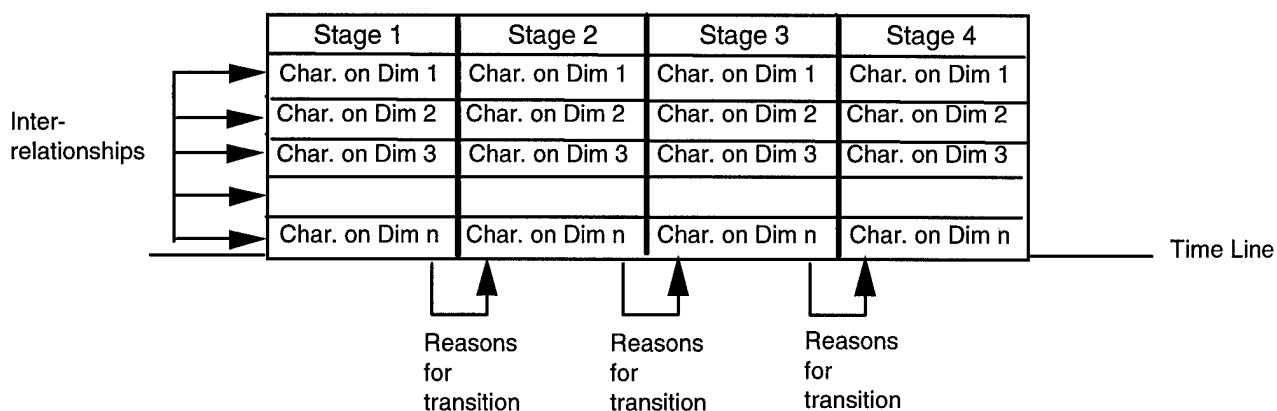 Stage 1 Stage 2 Stage 3 Stage 4
Char. on Dim 1 Char. on Dim 1 Char. on Dim 1 Char. on Dim 1
Char. on Dim 2 Char. on Dim 2 Char. on Dim 2 Char. on Dim 2
Char. on Dim 3 Char. on Dim 3 Char. on Dim 3 Char. on Dim 3
Char. on Dim n Char. on Dim n Char. on Dim n Char. on Dim n
Inter-
relationships
Time Line
Reasons
for
transition
Reasons
for
transition
Reasons
for
transition